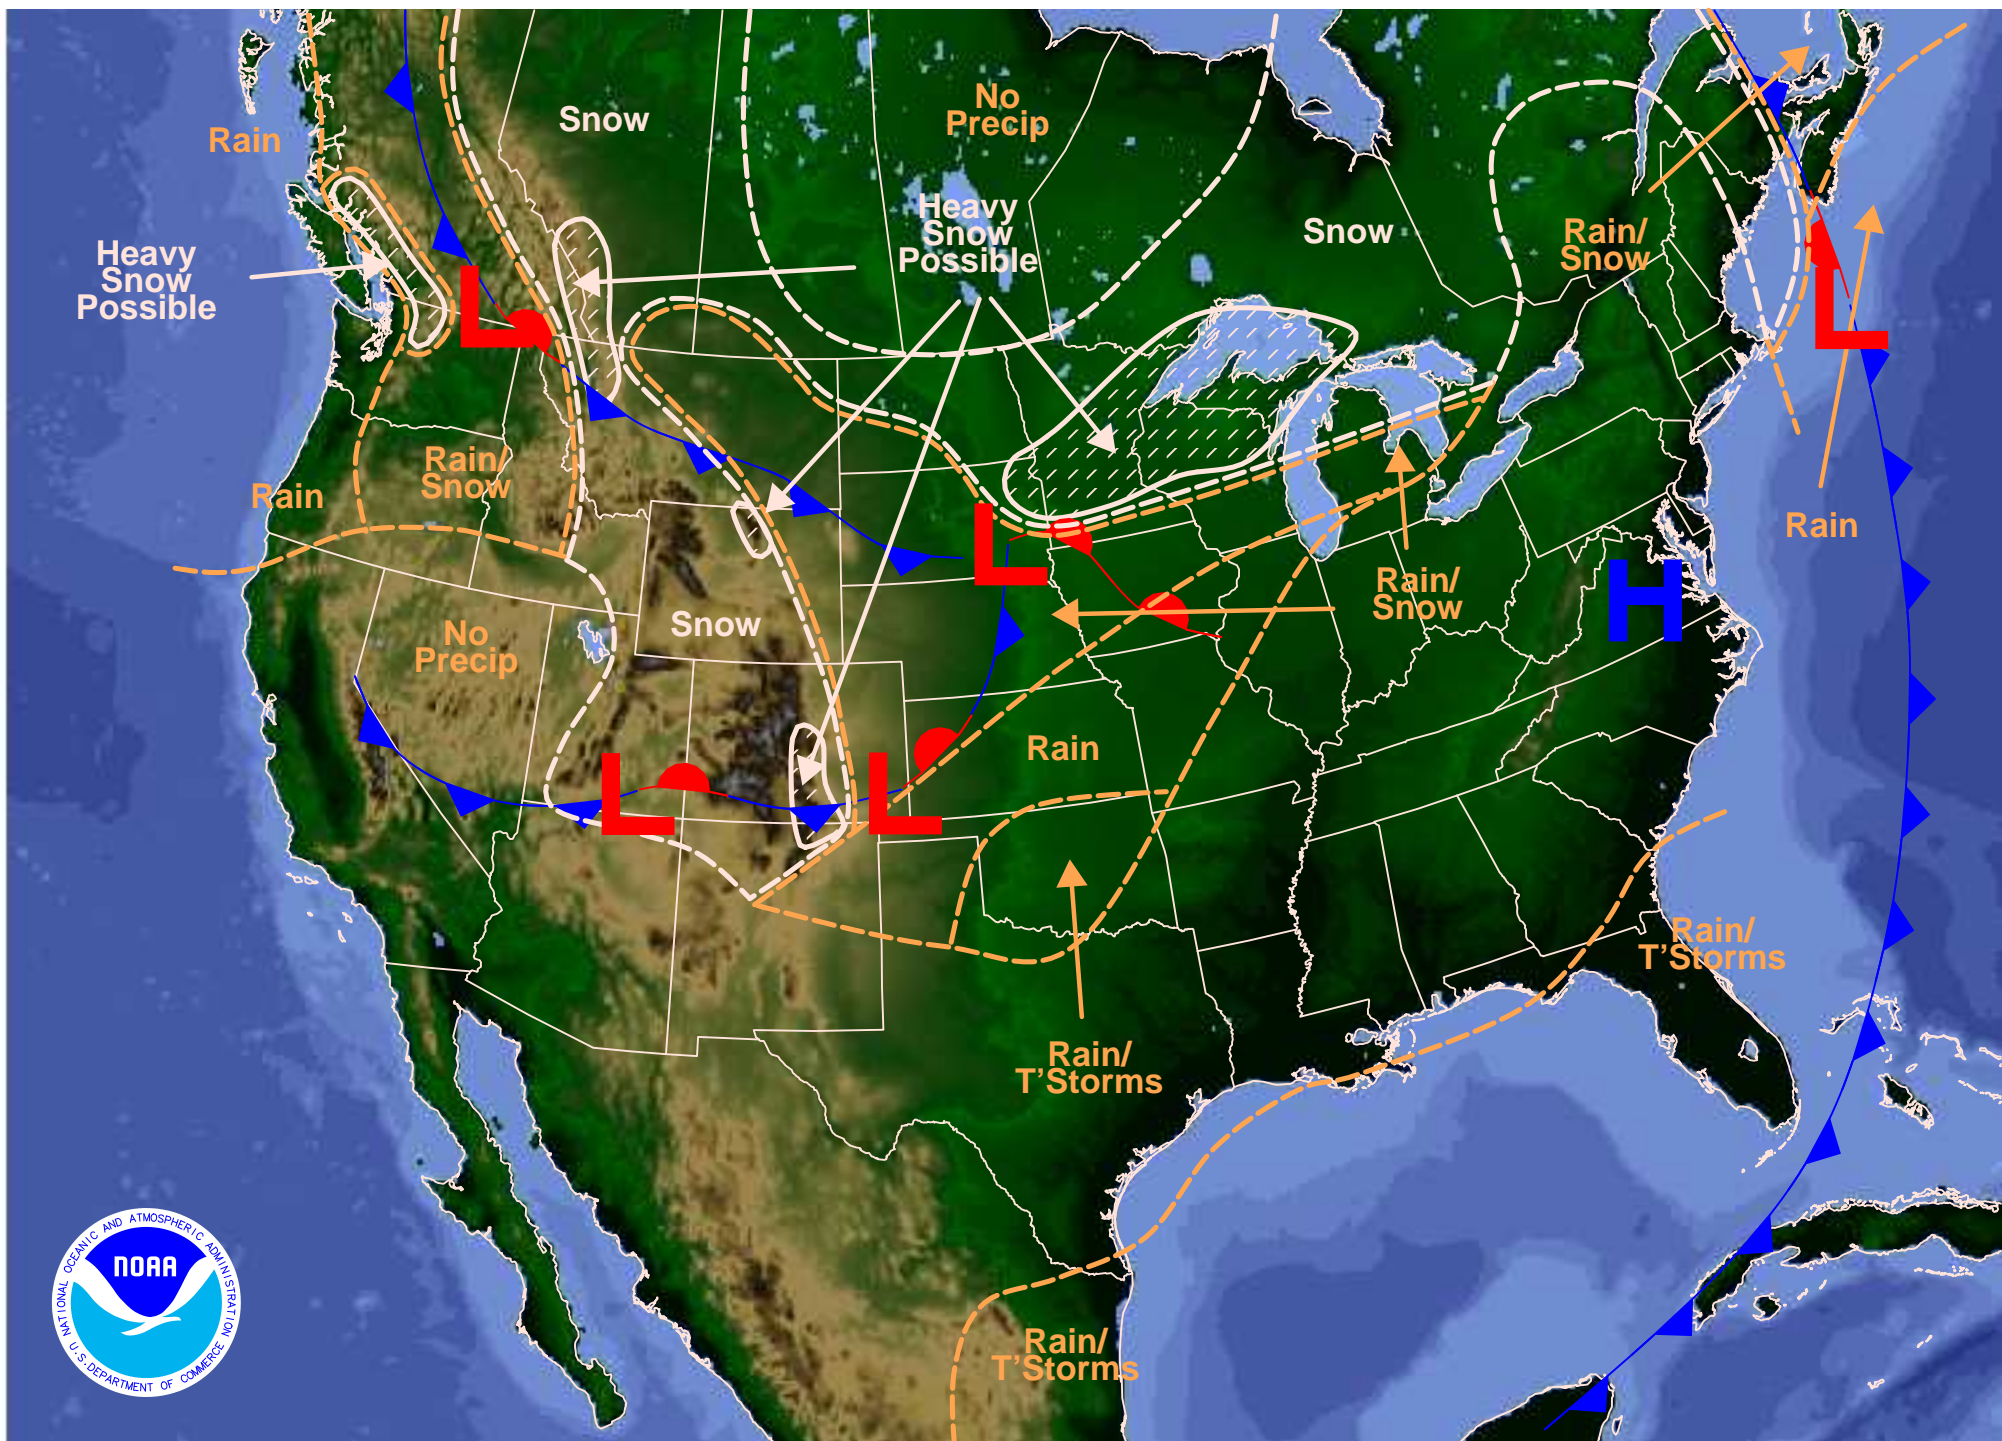 Snow
No
Precip
Rain
Heavy
Snow
Possible
Snow
Rain/
Snow
Heavy
Snow
Possible
L
L
Rain/
Snow
Rain
Rain
L
H
Rain/
Snow
Snow
No
Precip
Rain
L
L
Rain/
T'Storms
Rain/
T'Storms
NATIONAL OCEANIC AND ATMOSPHERIC ADMINISTRATION
NOAA
U.S. DEPARTMENT OF COMMERCE
Rain/
T'Storms